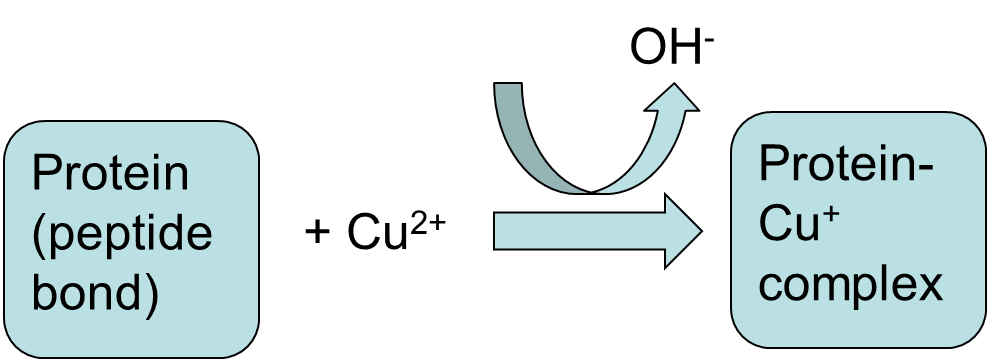 OH⁻
Protein
(peptide
bond)
+ Cu²⁺
Protein-
Cu⁺
complex